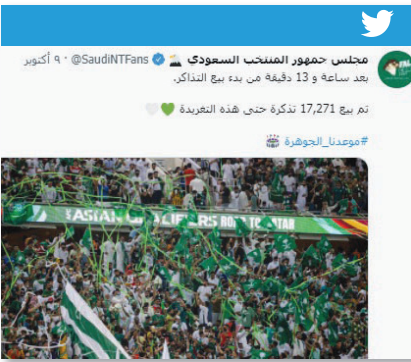 مجلس جمهور المنتخب السعودي @SaudiNTFans · ٩ أكتوبر
بعد ساعة و 13 دقيقة من بدء بيع التذاكر.
تم بيع 17,271 تذكرة حتى هذه التغريدة
#موعدنا_الجوهرة
ASIAN QUALIFIERS ROAD TO QATAR